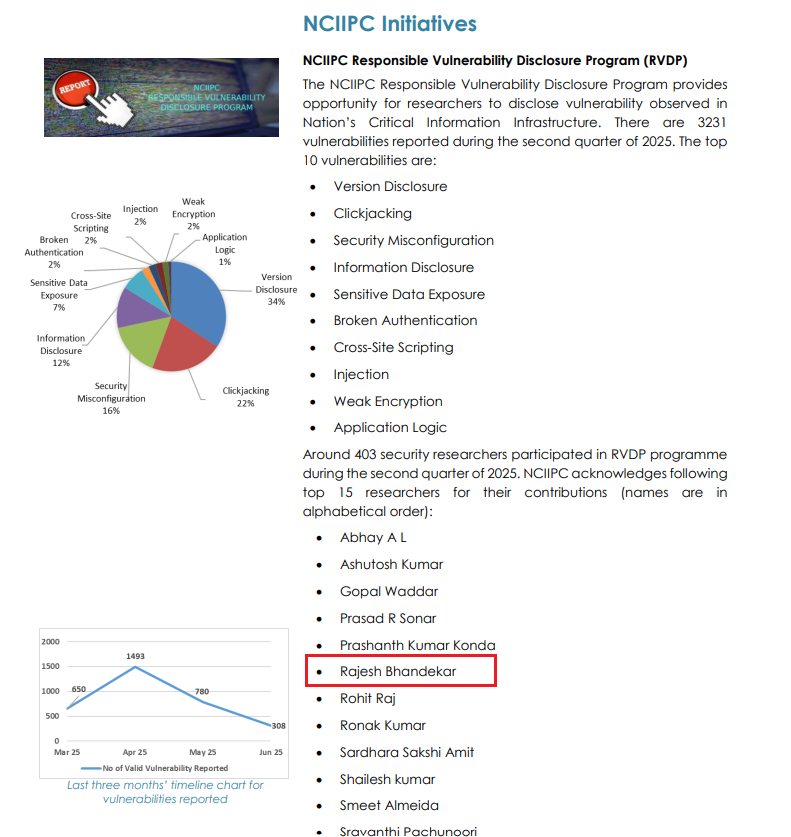 NCIIPC Initiatives
REPORT
NCIIPC
RESPONSIBLE VULNERABILITY
DISCLOSURE PROGRAM
NCIIPC Responsible Vulnerability Disclosure Program (RVDP)
The NCIIPC Responsible Vulnerability Disclosure Program provides
opportunity for researchers to disclose vulnerability observed in
Nation's Critical Information Infrastructure. There are 3231
vulnerabilities reported during the second quarter of 2025. The top
10 vulnerabilities are:
• Version Disclosure
• Clickjacking
• Security Misconfiguration
• Information Disclosure
• Sensitive Data Exposure
• Broken Authentication
• Cross-Site Scripting
• Injection
• Weak Encryption
• Application Logic
Weak
Encryption
2%
Injection
2%
Cross-Site
Scripting
2%
Application
Logic
1%
Broken
Authentication
2%
Version
Disclosure
34%
Sensitive Data
Exposure
7%
Information
Disclosure
12%
Security
Misconfiguration
16%
Clickjacking
22%
Around 403 security researchers participated in RVDP programme
during the second quarter of 2025. NCIIPC acknowledges following
top 15 researchers for their contributions (names are in
alphabetical order):
• Abhay A L
• Ashutosh Kumar
• Gopal Waddar
• Prasad R Sonar
• Prashanth Kumar Konda
• Rajesh Bhandekar
• Rohit Raj
• Ronak Kumar
• Sardhara Sakshi Amit
• Shailesh kumar
• Smeet Almeida
• Sravanthi Pachunoori
2000
1500
1000
500
0
650
1493
780
308
Mar 25 Apr 25 May 25 Jun 25
No of Valid Vulnerability Reported
Last three months' timeline chart for
vulnerabilities reported